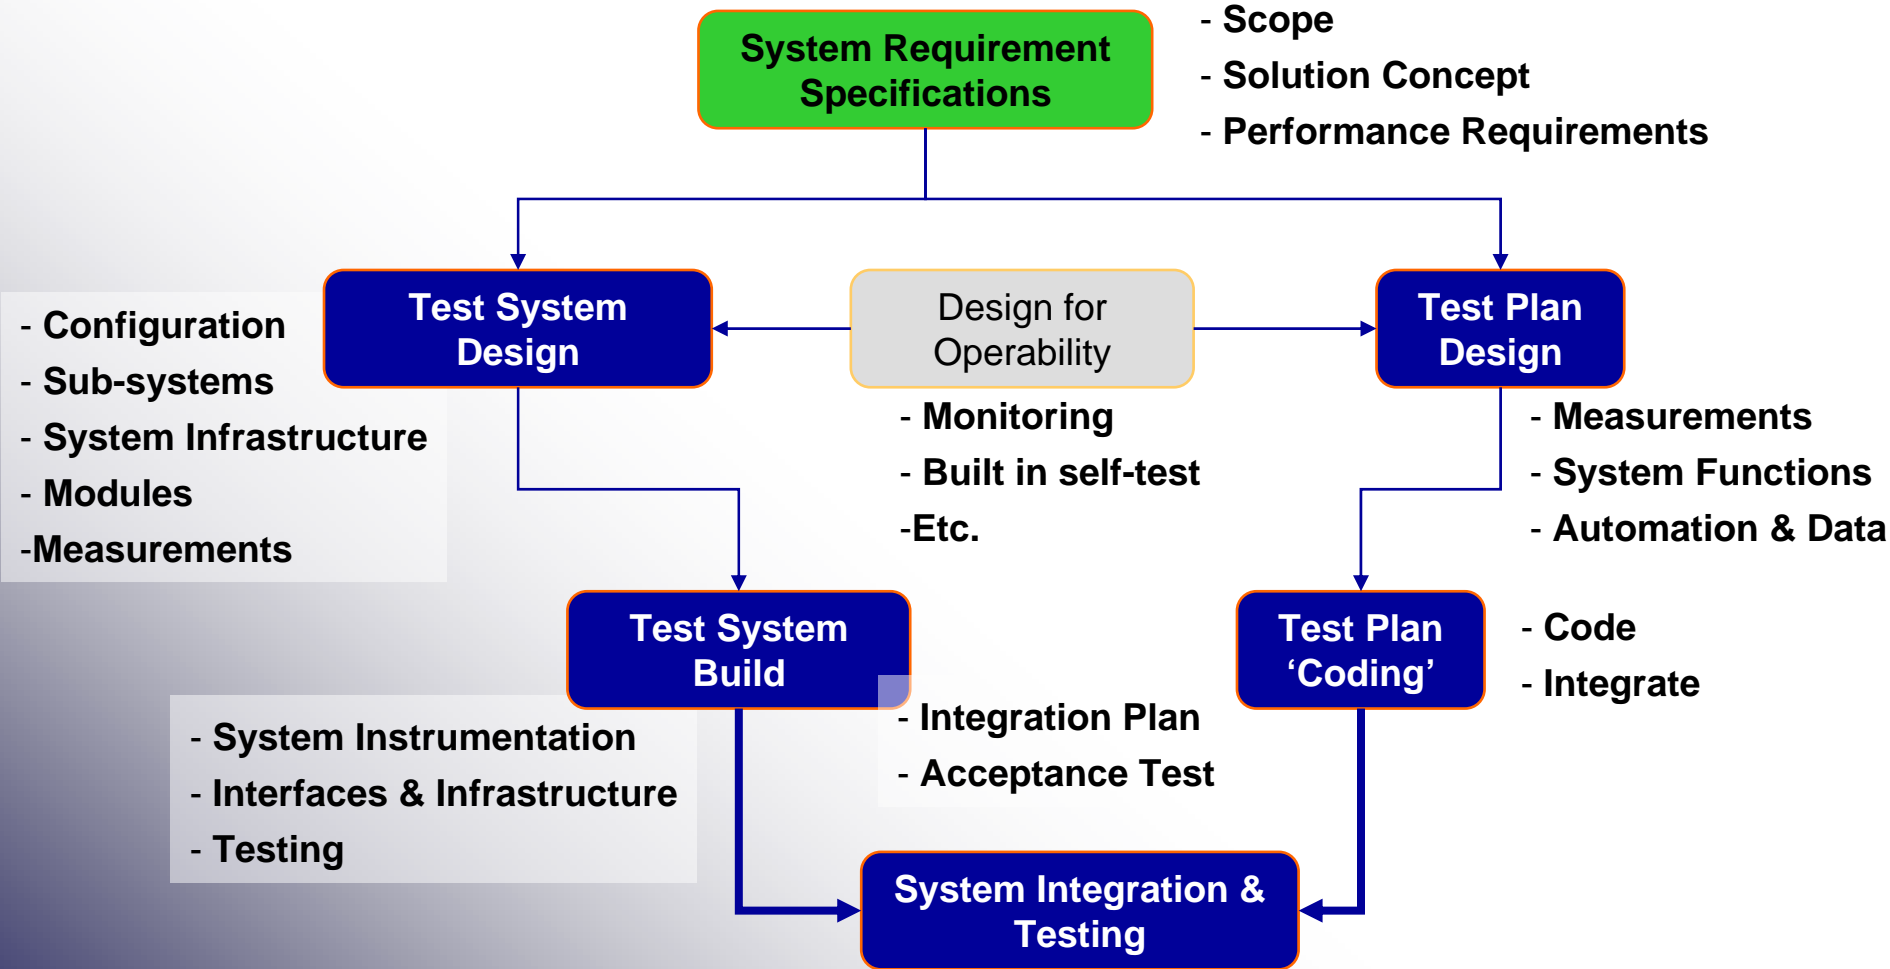 System Requirement
Specifications
- Scope
- Solution Concept
- Performance Requirements
Test System
Design
- Configuration
- Sub-systems
- System Infrastructure
- Modules
-Measurements
Design for
Operability
- Monitoring
- Built in self-test
-Etc.
Test Plan
Design
- Measurements
- System Functions
- Automation & Data
Test System
Build
- System Instrumentation
- Interfaces & Infrastructure
- Testing
Test Plan
‘Coding’
- Code
- Integrate
- Integration Plan
- Acceptance Test
System Integration &
Testing